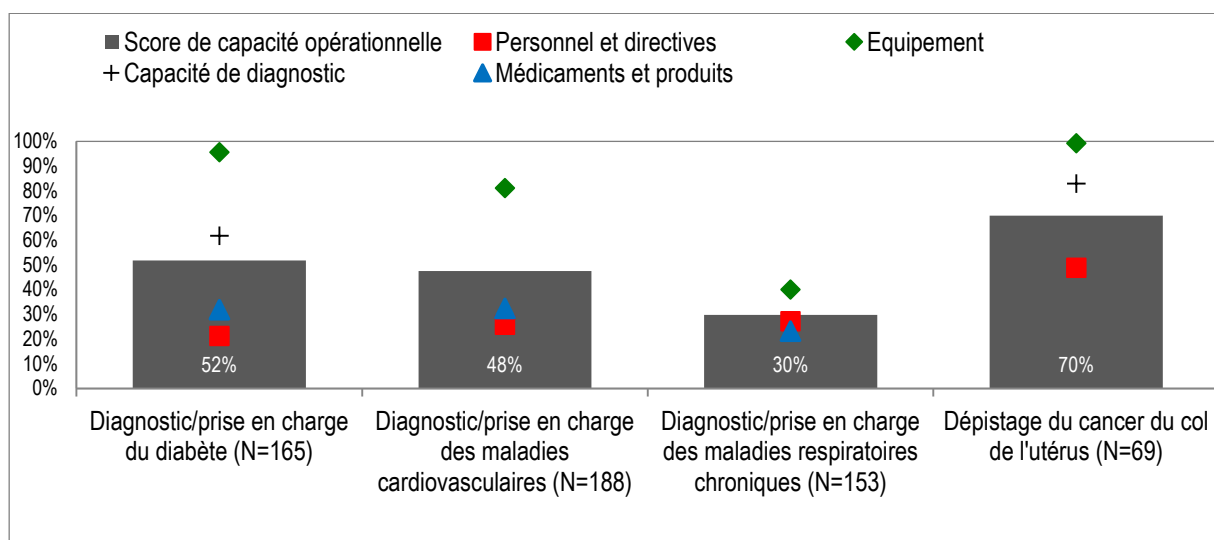 Score de capacité opérationnelle
Personnel et directives
Equipement
Capacité de diagnostic
Médicaments et produits
100%
90%
80%
70%
60%
50%
40%
30%
20%
10%
0%
52%
48%
30%
70%
Diagnostic/prise en charge
du diabète (N=165)
Diagnostic/prise en charge
des maladies
cardiovasculaires (N=188)
Diagnostic/prise en charge
des maladies respiratoires
chroniques (N=153)
Dépistage du cancer du col
de l'utérus (N=69)